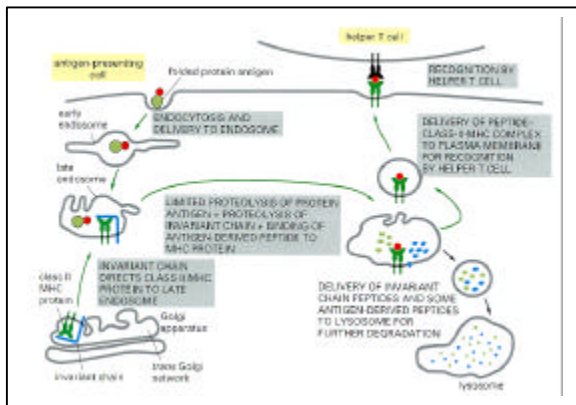 helper T cell
antigen-presenting
cell
folded protein antigen
RECOGNITION BY
HELPER T CELL
ENDOCYTOSIS AND
DELIVERY TO ENDOSOME
early
endosome
DELIVERY OF PEPTIDE–
CLASS-II-MHC COMPLEX
TO PLASMA MEMBRANE
FOR RECOGNITION
BY HELPER T CELL
late
endosome
LIMITED PROTEOLYSIS OF PROTEIN
ANTIGEN + PROTEOLYSIS OF
INVARIANT CHAIN + BINDING OF
ANTIGEN-DERIVED PEPTIDE TO
MHC PROTEIN
class II
MHC
protein
INVARIANT CHAIN
DIRECTS CLASS II MHC
PROTEIN TO LATE
ENDOSOME
DELIVERY OF INVARIANT
CHAIN PEPTIDES AND SOME
ANTIGEN-DERIVED PEPTIDES
TO LYSOSOME FOR
FURTHER DEGRADATION
Golgi
apparatus
trans Golgi
network
invariant chain
lysosome